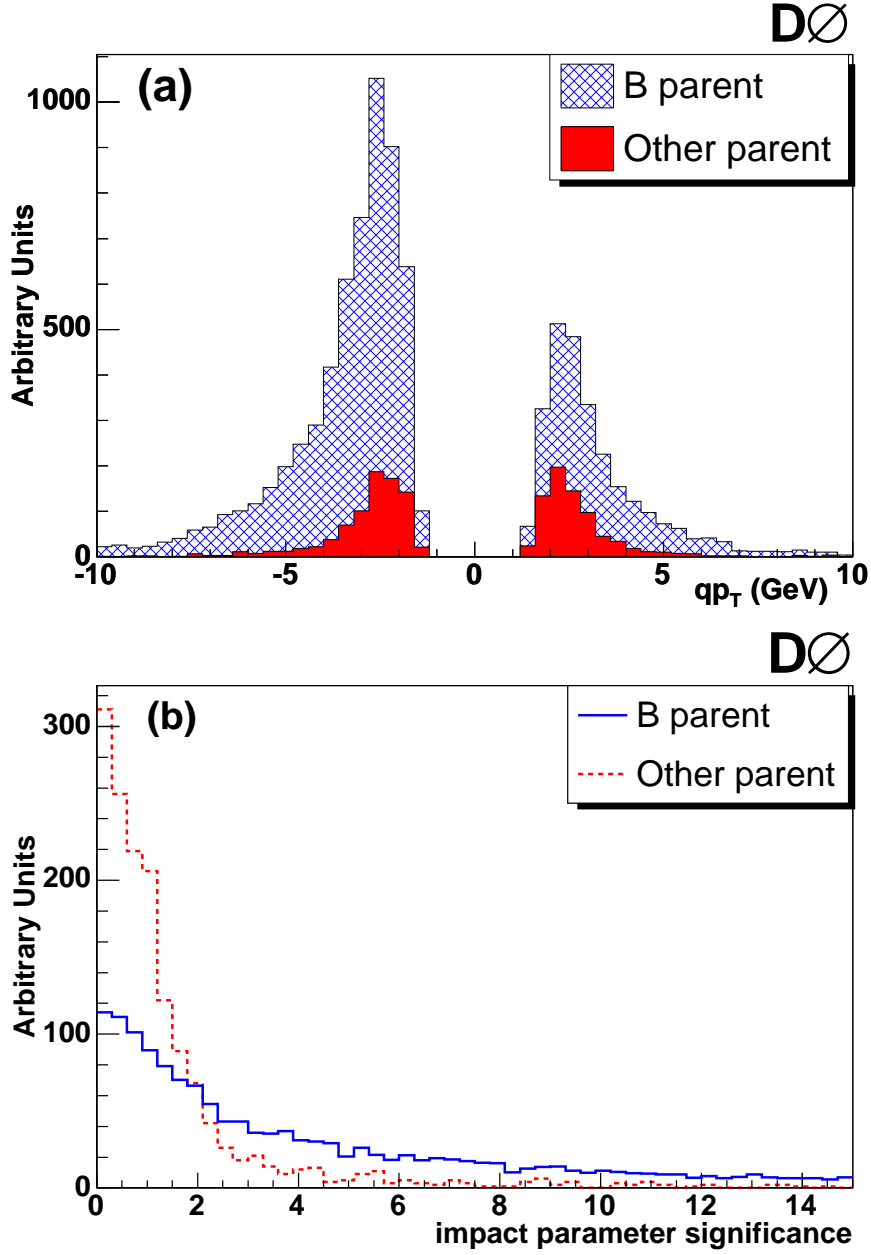 DØ
(a)
B parent
Other parent
Arbitrary Units
1000
500
0
-10 -5 0 5 10
qp_T (GeV)
DØ
(b)
B parent
Other parent
Arbitrary Units
300
200
100
0
0 2 4 6 8 10 12 14
impact parameter significance